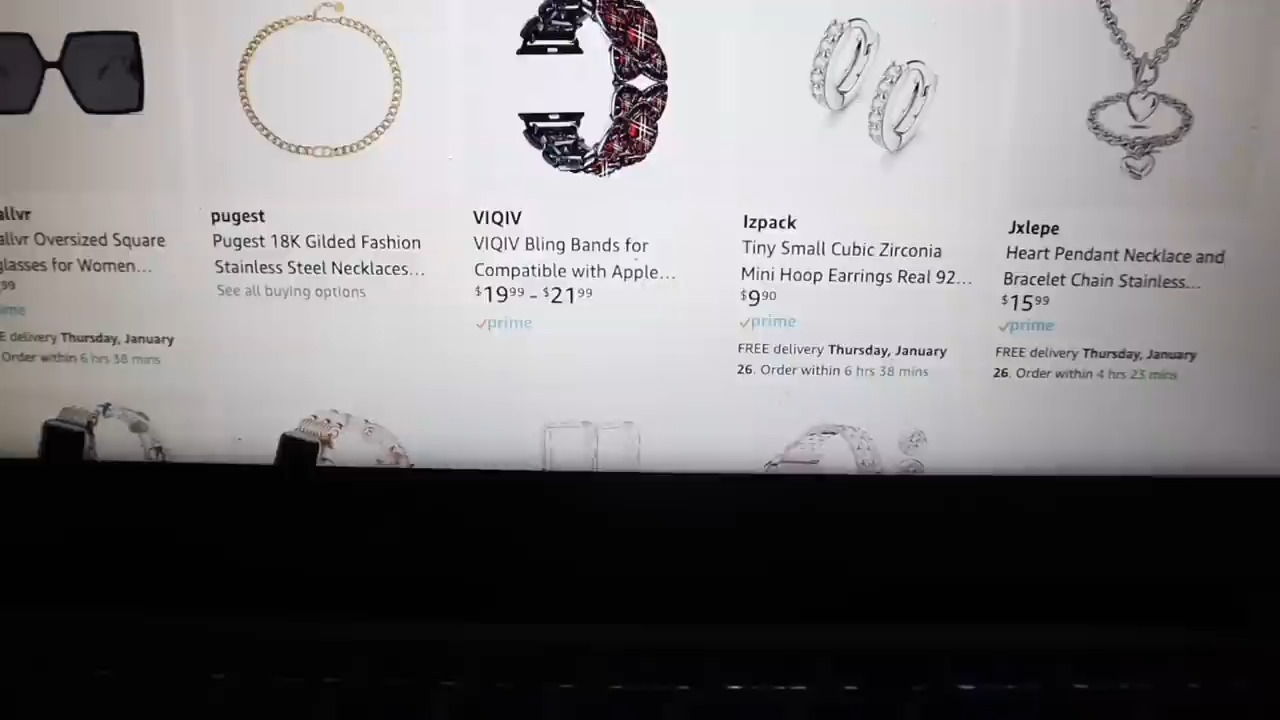 allvr
allvr Oversized Square
glasses for Women...
99
ime
E delivery Thursday, January
Order within 6 hrs 38 mins
pugest
Pugest 18K Gilded Fashion
Stainless Steel Necklaces...
See all buying options
VIQIV
VIQIV Bling Bands for
Compatible with Apple...
$19.99 - $21.99
prime
Izpack
Tiny Small Cubic Zirconia
Mini Hoop Earrings Real 92...
$9.90
prime
FREE delivery Thursday, January
26. Order within 6 hrs 38 mins
Jxlepe
Heart Pendant Necklace and
Bracelet Chain Stainless...
$15.99
prime
FREE delivery Thursday, January
26. Order within 4 hrs 23 mins